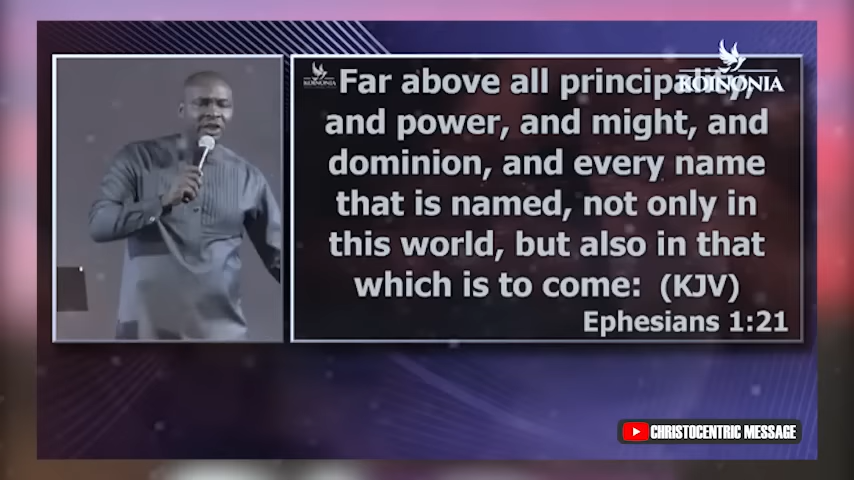 KOINONIA
Far above all principality,
KOINONIA
and power, and might, and
dominion, and every name
that is named, not only in
this world, but also in that
which is to come: (KJV)
Ephesians 1:21
CHRISTOCENTRIC MESSAGE